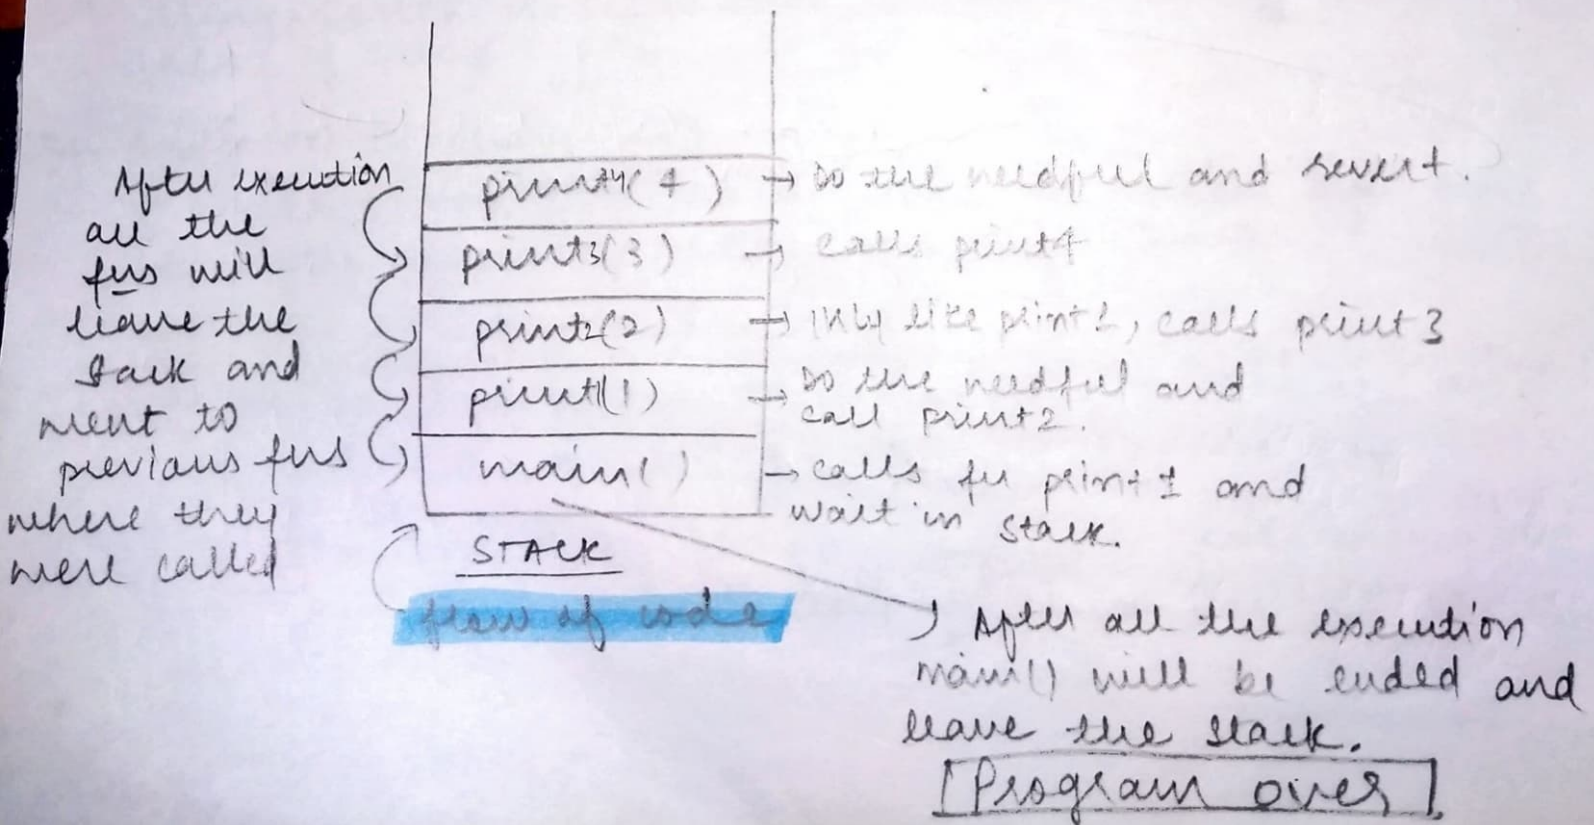 After execution
all the
fns will
leave the
stack and
went to
previous fns
where they
were called
print4(4)
print3(3)
print2(2)
print1(1)
main()
→ Do the needful and revert.
→ calls print4
→ like print1, calls print3
→ Do the needful and
call print2.
→ calls fn print1 and
wait in stack.
STACK
flow of code
After all the execution
main() will be ended and
leave the stack.
[Program over]